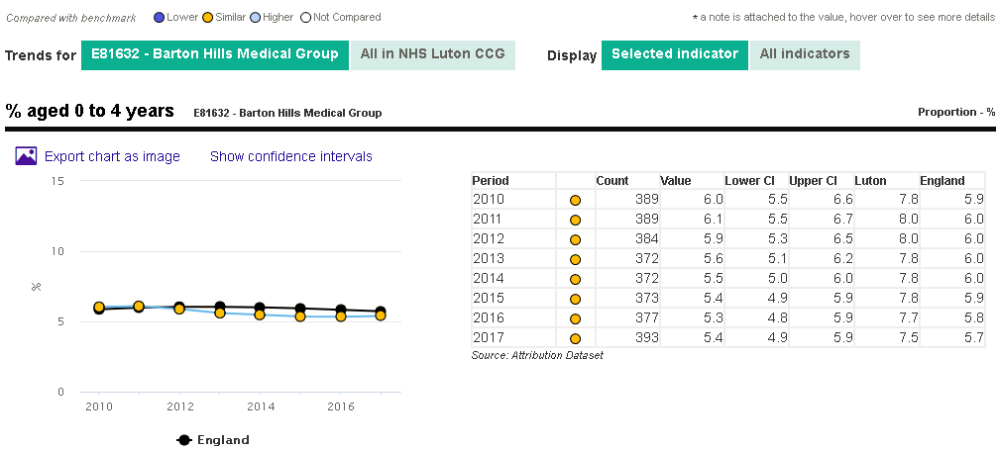 Compared with benchmark Lower Similar Higher Not Compared * a note is attached to the value, hover over to see more details
Trends for E81632 - Barton Hills Medical Group All in NHS Luton CCG Display Selected indicator All indicators
% aged 0 to 4 years E81632 - Barton Hills Medical Group Proportion - %
Export chart as image Show confidence intervals
15
10
%
5
0
2010 2012 2014 2016
England
Period Count Value Lower CI Upper CI Luton England
2010 389 6.0 5.5 6.6 7.8 5.9
2011 389 6.1 5.5 6.7 8.0 6.0
2012 384 5.9 5.3 6.5 8.0 6.0
2013 372 5.6 5.1 6.2 7.8 6.0
2014 372 5.5 5.0 6.0 7.8 6.0
2015 373 5.4 4.9 5.9 7.8 5.9
2016 377 5.3 4.8 5.9 7.7 5.8
2017 393 5.4 4.9 5.9 7.5 5.7
Source: Attribution Dataset